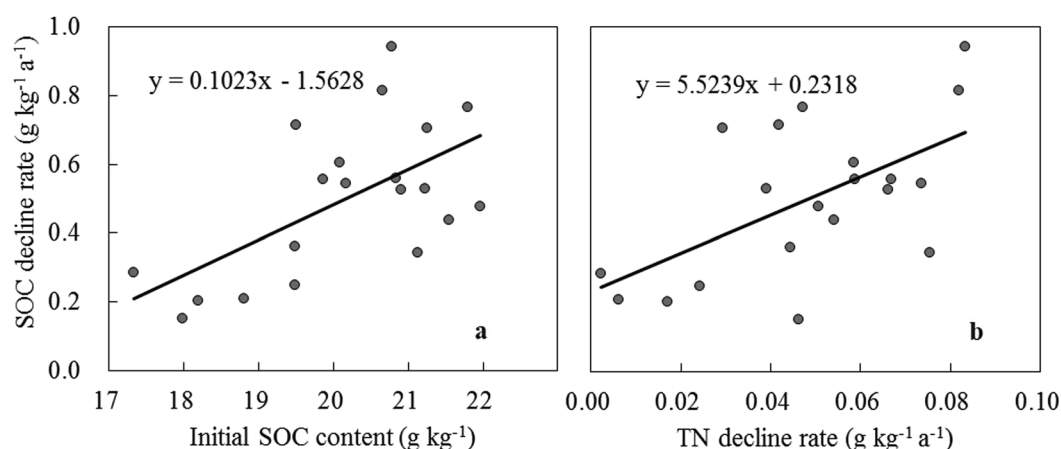 SOC decline rate (g kg⁻¹ a⁻¹)
1.0
0.8
0.6
0.4
0.2
0.0
y = 0.1023x - 1.5628
a
17 18 19 20 21 22
Initial SOC content (g kg⁻¹)
y = 5.5239x + 0.2318
b
0.00 0.02 0.04 0.06 0.08 0.10
TN decline rate (g kg⁻¹ a⁻¹)